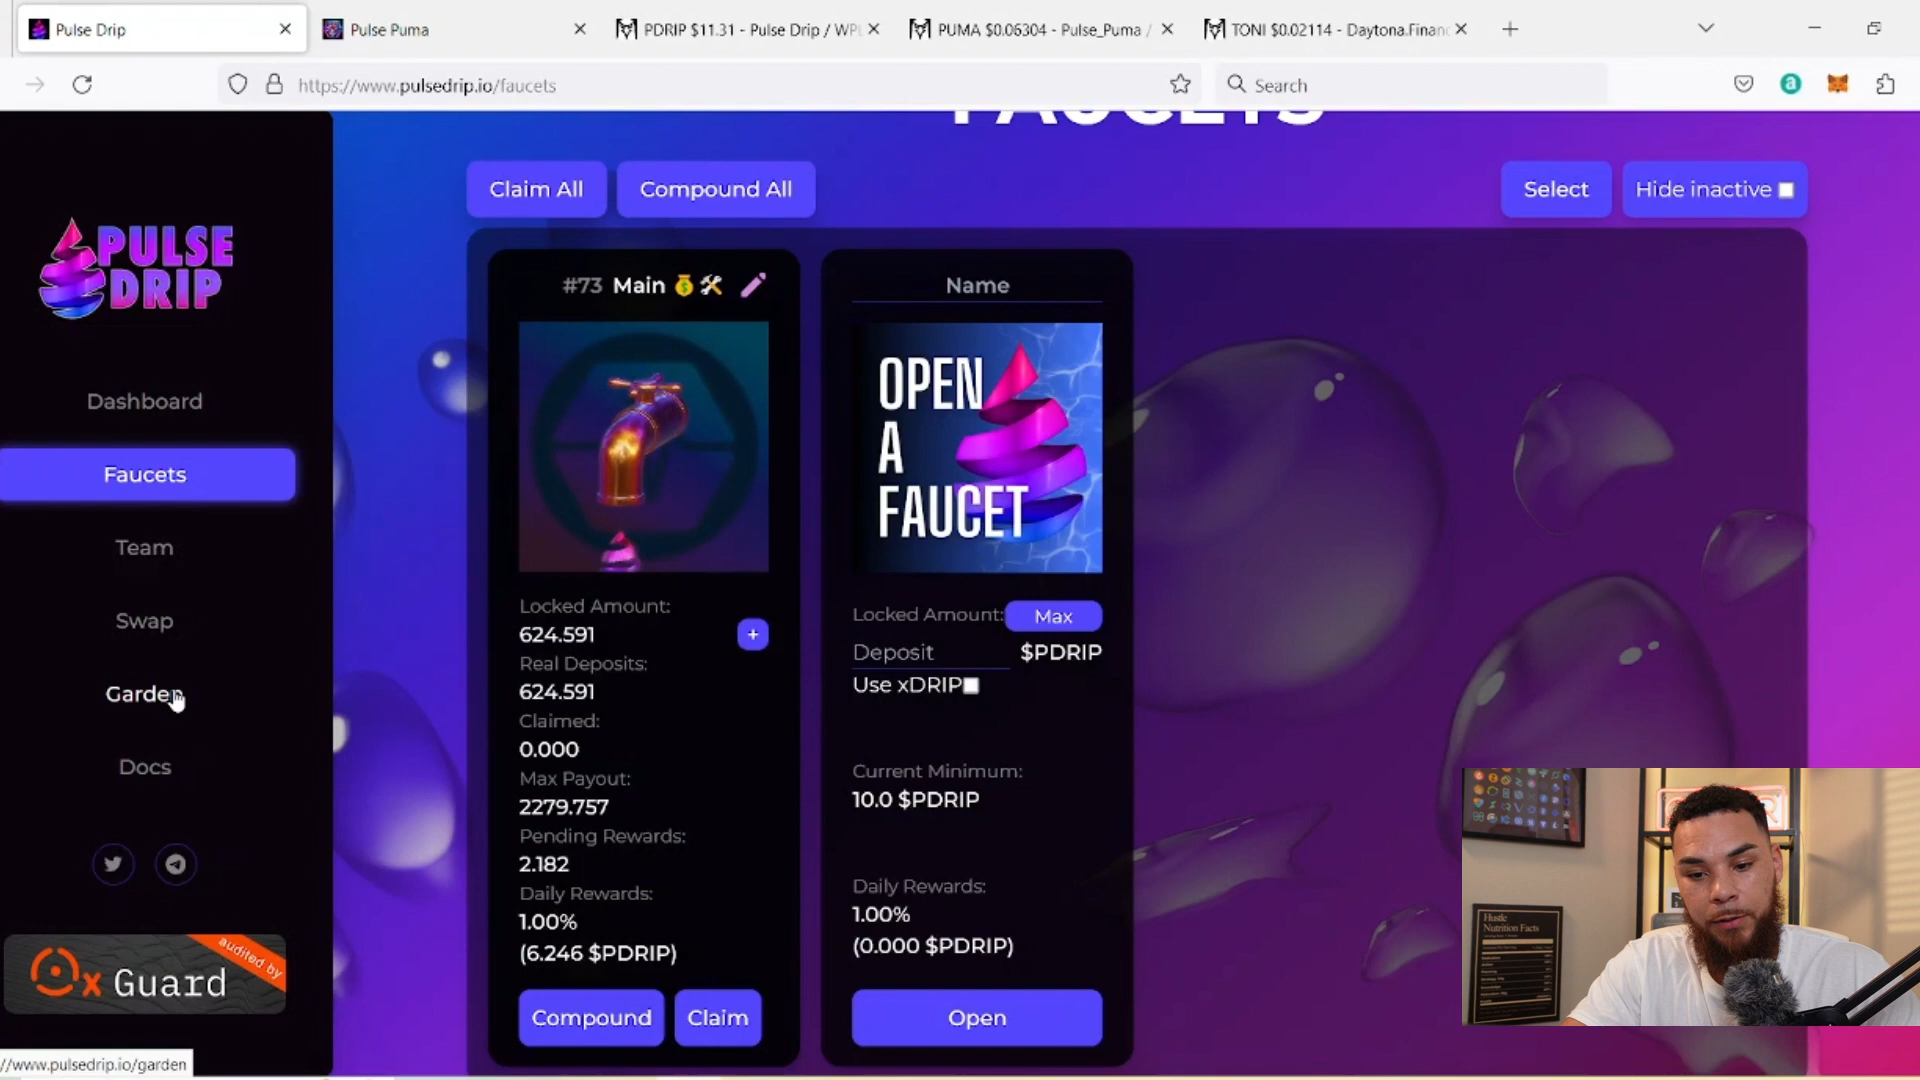 Pulse Drip
Pulse Puma
PDRIP $11.31 - Pulse Drip / WPL
PUMA $0.06304 - Pulse_Puma /
TONI $0.02114 - Daytona.Financ
https://www.pulsedrip.io/faucets
Search
FAUCETS
Claim All
Compound All
Select
Hide inactive
PULSE
DRIP
Dashboard
Faucets
Team
Swap
Garden
Docs
audited by
x Guard
//www.pulsedrip.io/garden
#73 Main
Locked Amount:
624.591
+
Real Deposits:
624.591
Claimed:
0.000
Max Payout:
2279.757
Pending Rewards:
2.182
Daily Rewards:
1.00%
(6.246 $PDRIP)
Compound
Claim
Name
OPEN
A
FAUCET
Locked Amount:
Max
Deposit
$PDRIP
Use xDRIP
Current Minimum:
10.0 $PDRIP
Daily Rewards:
1.00%
(0.000 $PDRIP)
Open
Hustle
Nutrition Facts